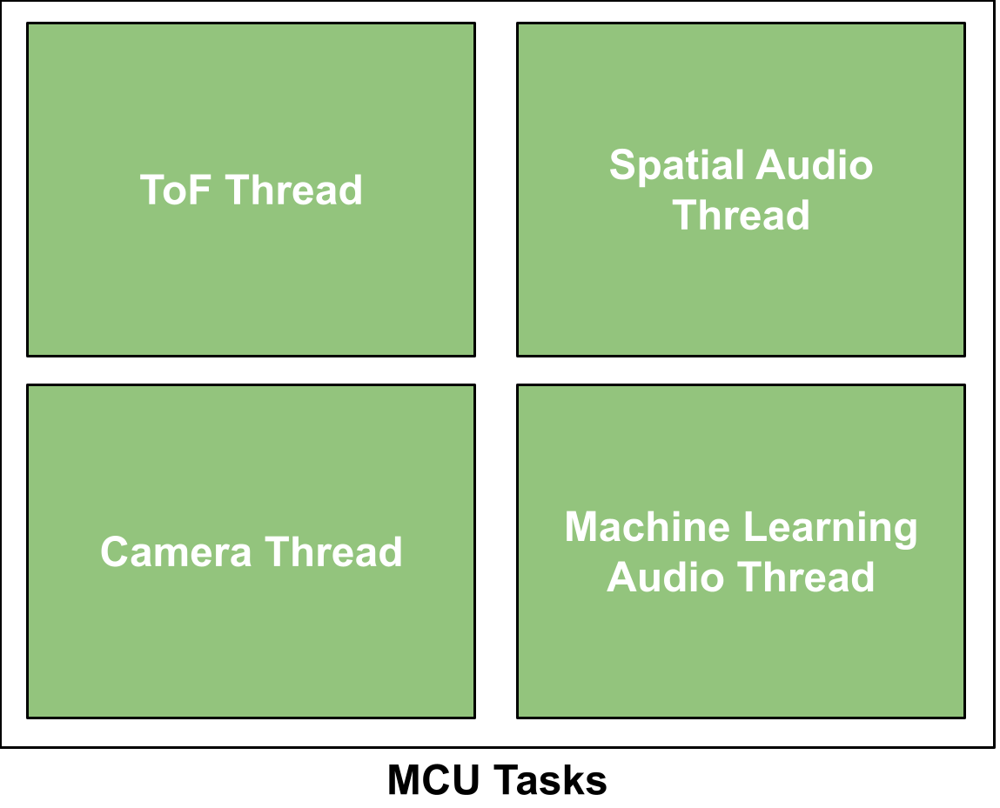 ToF Thread
Spatial Audio
Thread
Camera Thread
Machine Learning
Audio Thread
MCU Tasks